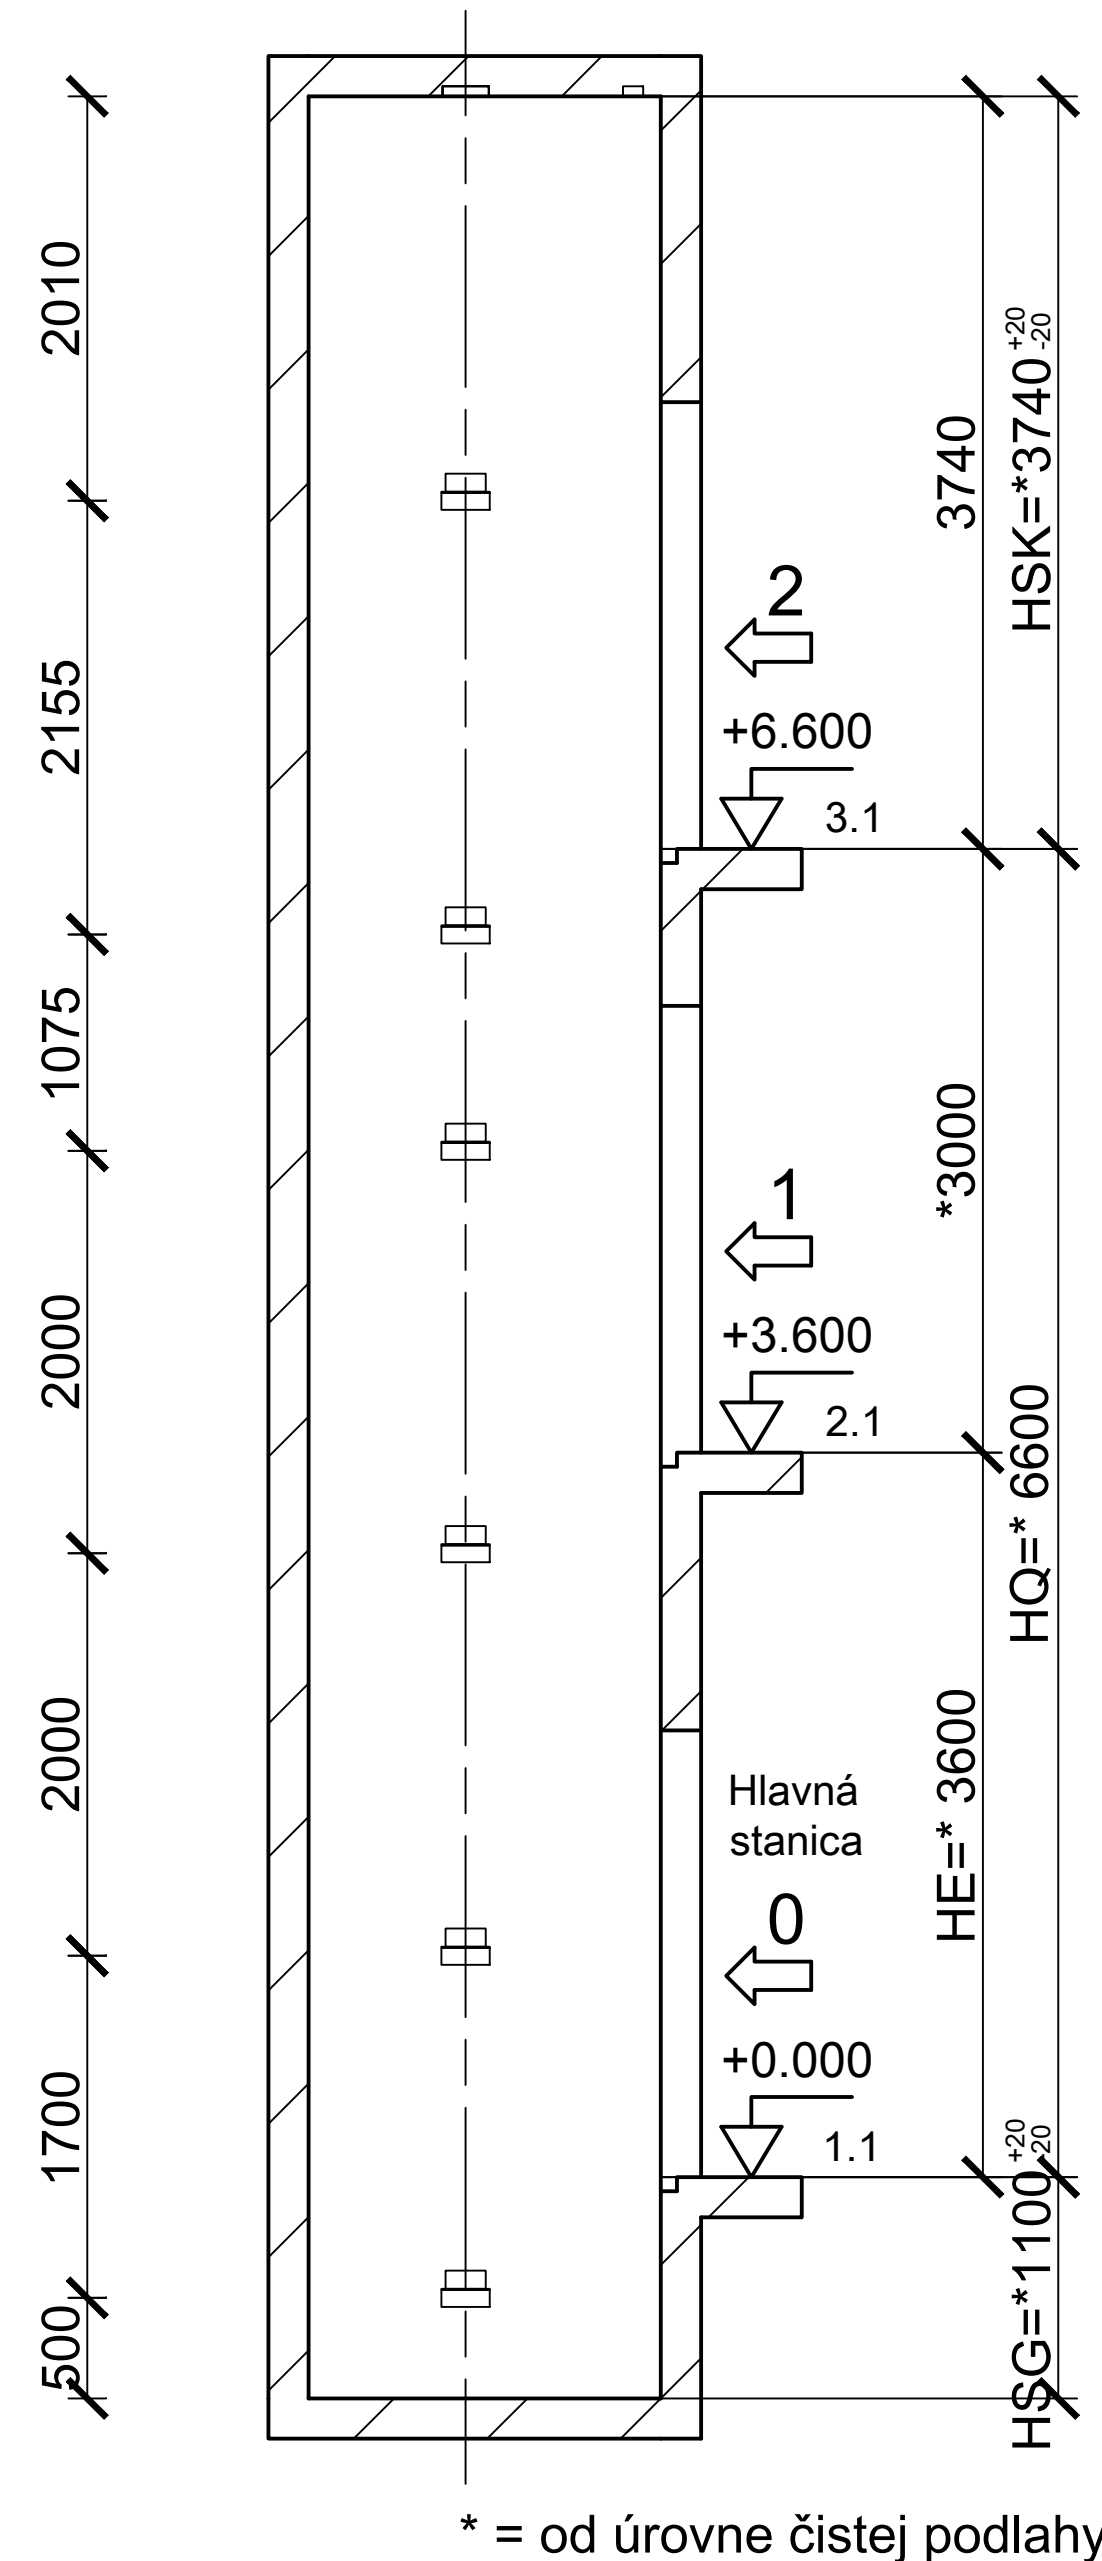 2010
2155
1075
2000
2000
1700
500
2
+6.600
3.1
1
+3.600
2.1
Hlavná
stanica
0
+0.000
1.1
3740
*3000
HE=* 3600
HSK=*3740 +20 -20
HQ=* 6600
HSG=*1100 +20 -20
* = od úrovne čistej podlahy